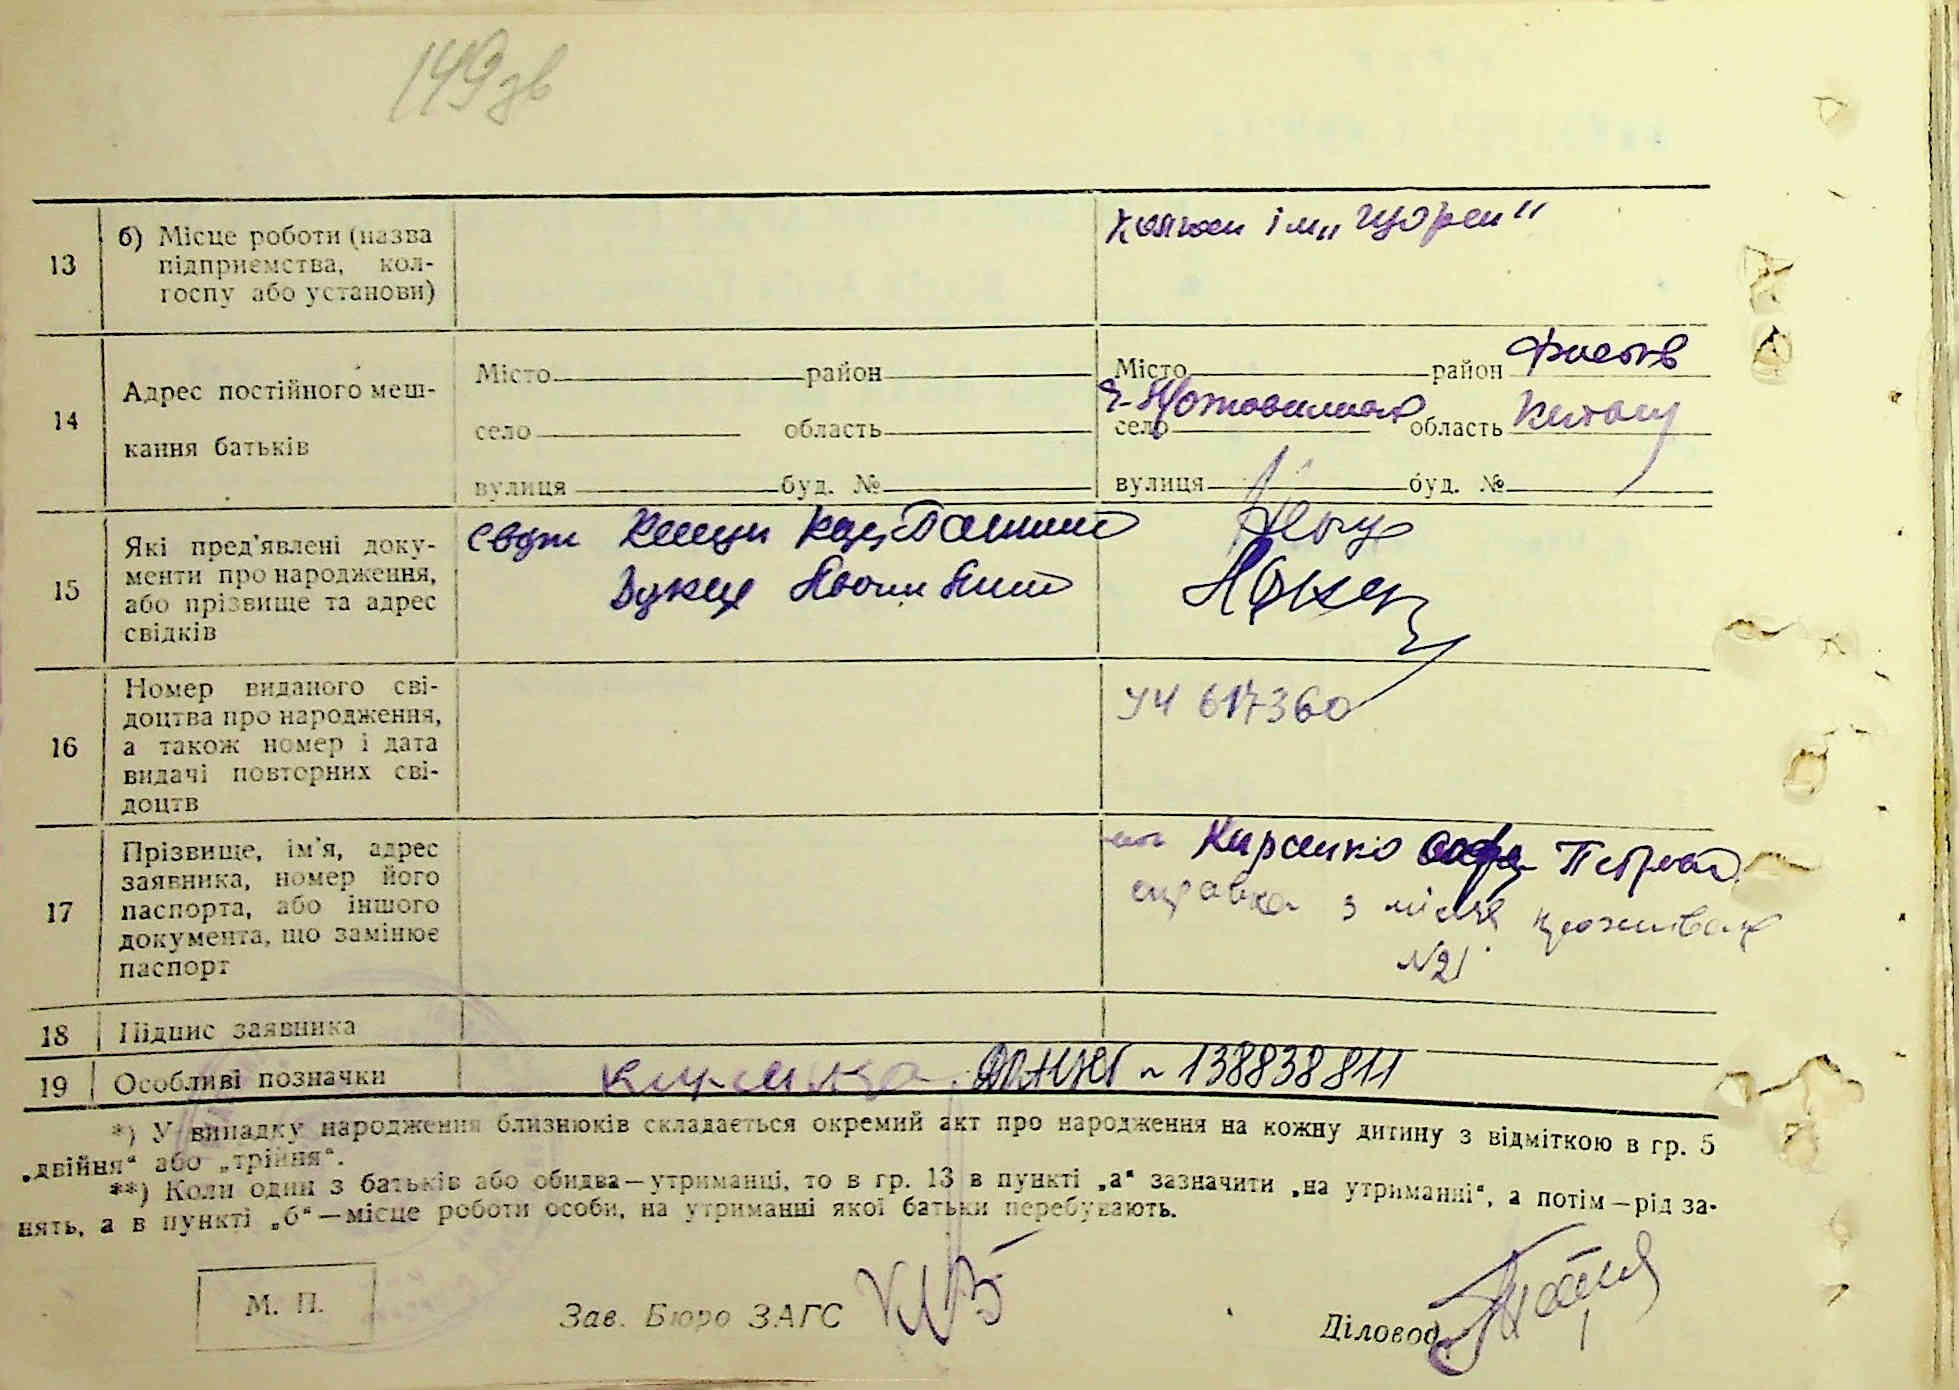 149зв
13
б) Місце роботи (назва
підприємства, кол-
госпу або установи)
ім „Щорса"
14
Адрес постійного меш-
кання батьків
Місто район
село область
вулиця буд. №
Місто район Фастів
село область
вулиця буд. №
15
Які пред'явлені доку-
менти про народження,
або прізвище та адрес
свідків
16
Номер виданого сві-
доцтва про народження,
а також номер і дата
видачі повторних сві-
доцтв
УЧ 617360
17
Прізвище, ім'я, адрес
заявника, номер його
паспорта, або іншого
документа, що замінює
паспорт
Кирсенко
справка з місця
№21
18 Підпис заявника
19 Особливі позначки
~ 138838811
*) У випадку народження близнюків складається окремий акт про народження на кожну дитину з відміткою в гр. 5
„двійня" або „трійня".
**) Коли один з батьків або обидва—утриманці, то в гр. 13 в пункті „а" зазначити „на утриманні", а потім—рід за-
нять, а в пункті „б"—місце роботи особи, на утриманні якої батьки перебувають.
М. П.
Зав. Бюро ЗАГС
Діловод